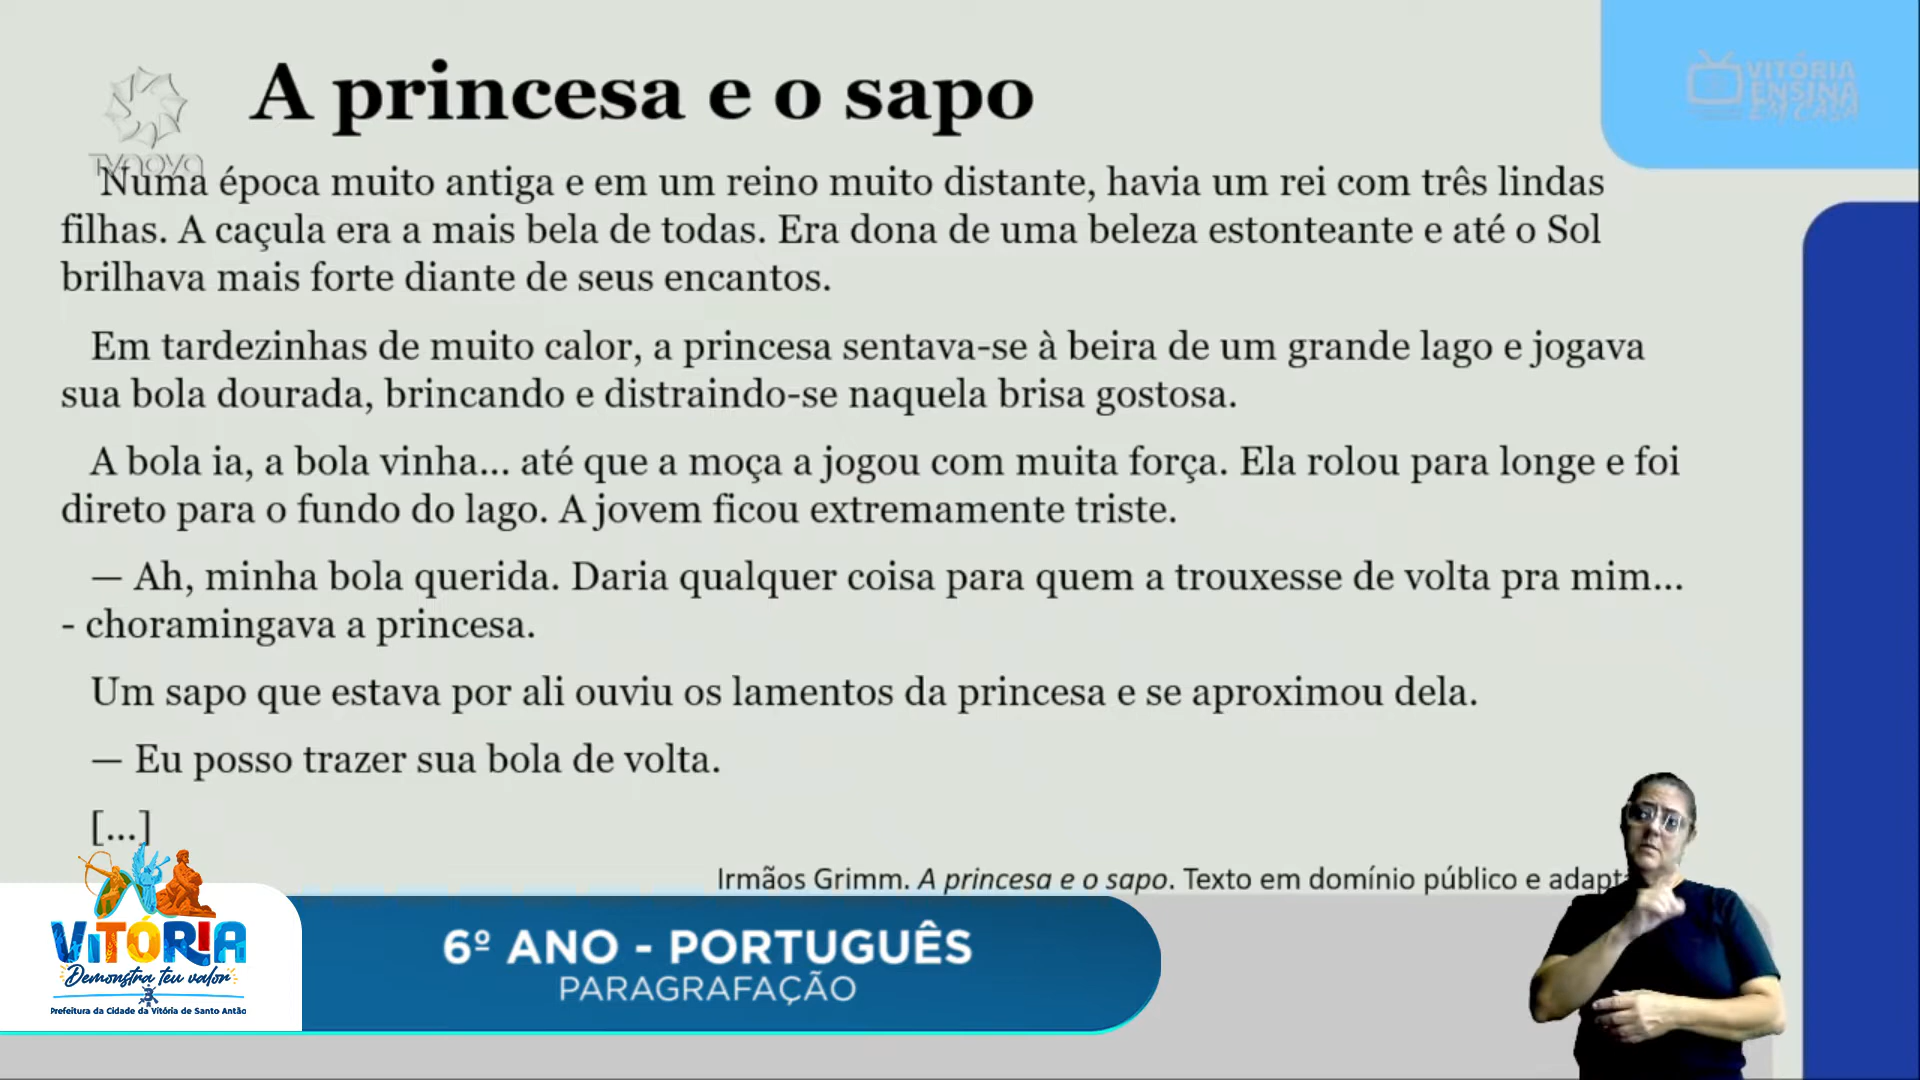 A princesa e o sapo
VITÓRIA
ENSINA
EM CASA
TVnova
Numa época muito antiga e em um reino muito distante, havia um rei com três lindas
filhas. A caçula era a mais bela de todas. Era dona de uma beleza estonteante e até o Sol
brilhava mais forte diante de seus encantos.
Em tardezinhas de muito calor, a princesa sentava-se à beira de um grande lago e jogava
sua bola dourada, brincando e distraindo-se naquela brisa gostosa.
A bola ia, a bola vinha... até que a moça a jogou com muita força. Ela rolou para longe e foi
direto para o fundo do lago. A jovem ficou extremamente triste.
— Ah, minha bola querida. Daria qualquer coisa para quem a trouxesse de volta pra mim...
- choramingava a princesa.
Um sapo que estava por ali ouviu os lamentos da princesa e se aproximou dela.
— Eu posso trazer sua bola de volta.
[...]
Irmãos Grimm. A princesa e o sapo. Texto em domínio público e adapt
VITÓRIA
Demonstra teu valor
Prefeitura da Cidade da Vitória de Santo Antão
6º ANO - PORTUGUÊS
PARAGRAFAÇÃO